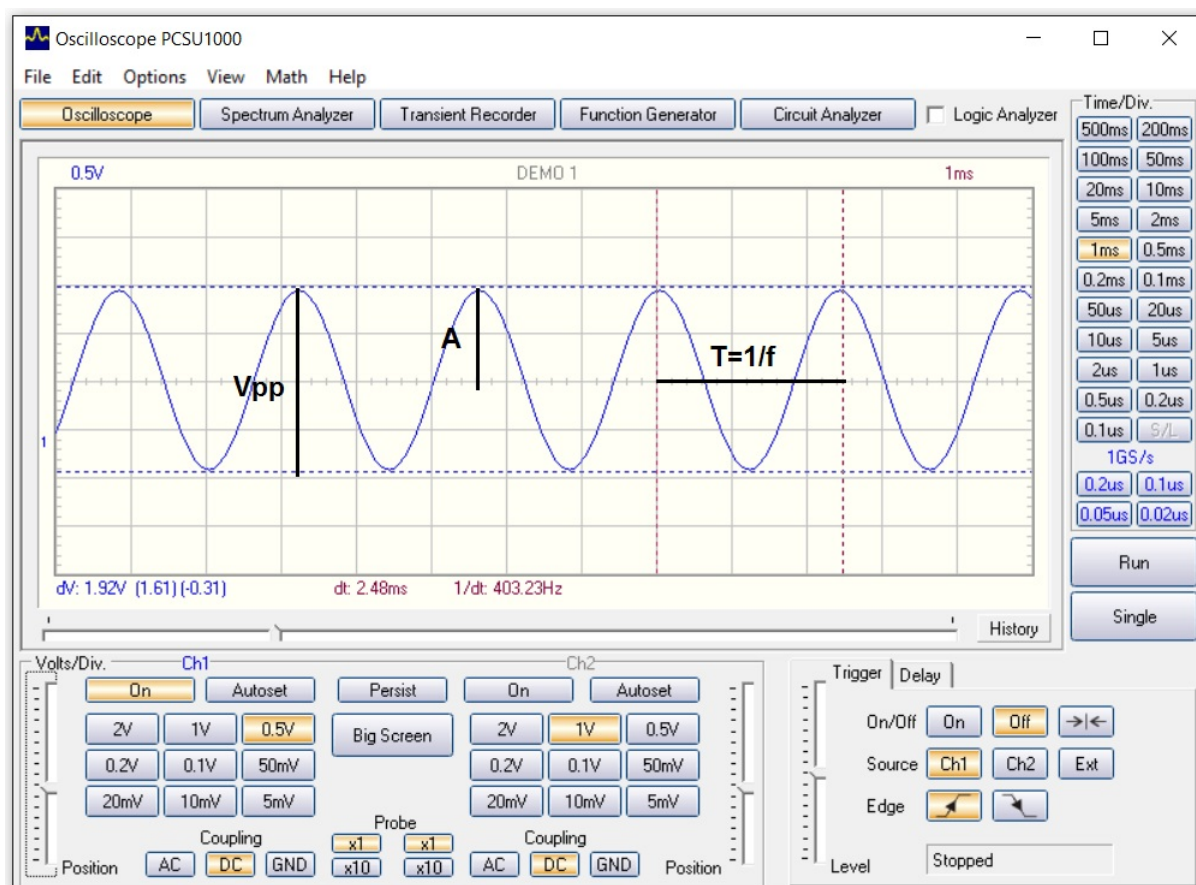 Oscilloscope PCSU1000
File Edit Options View Math Help
Oscilloscope Spectrum Analyzer Transient Recorder Function Generator Circuit Analyzer Logic Analyzer
0.5V DEMO 1 1ms
A
Vpp
T=1/f
1
dV: 1.92V (1.61) (-0.31) dt: 2.48ms 1/dt: 403.23Hz
History
Time/Div.
500ms 200ms
100ms 50ms
20ms 10ms
5ms 2ms
1ms 0.5ms
0.2ms 0.1ms
50us 20us
10us 5us
2us 1us
0.5us 0.2us
0.1us S/L
1GS/s
0.2us 0.1us
0.05us 0.02us
Run
Single
Volts/Div. Ch1 Ch2
On Autoset Persist On Autoset
2V 1V 0.5V Big Screen 2V 1V 0.5V
0.2V 0.1V 50mV 0.2V 0.1V 50mV
20mV 10mV 5mV 20mV 10mV 5mV
Coupling Probe Coupling
x1 x1
Position AC DC GND x10 x10 AC DC GND Position
Trigger Delay
On/Off On Off
Source Ch1 Ch2 Ext
Edge
Level Stopped